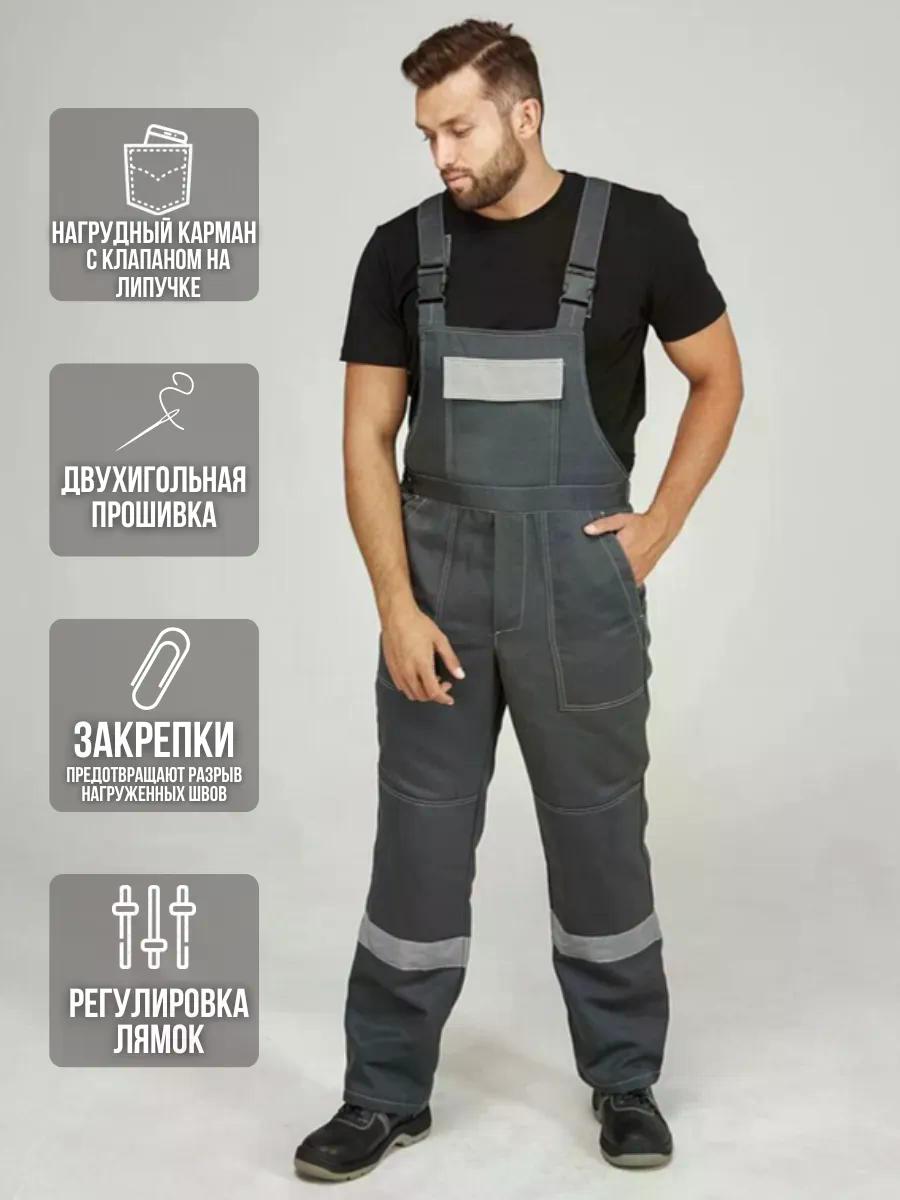 НАГРУДНЫЙ КАРМАН
С КЛАПАНОМ НА
ЛИПУЧКЕ
ДВУХИГОЛЬНАЯ
ПРОШИВКА
ЗАКРЕПКИ
ПРЕДОТВРАЩАЮТ РАЗРЫВ
НАГРУЖЕННЫХ ШВОВ
РЕГУЛИРОВКА
ЛЯМОК